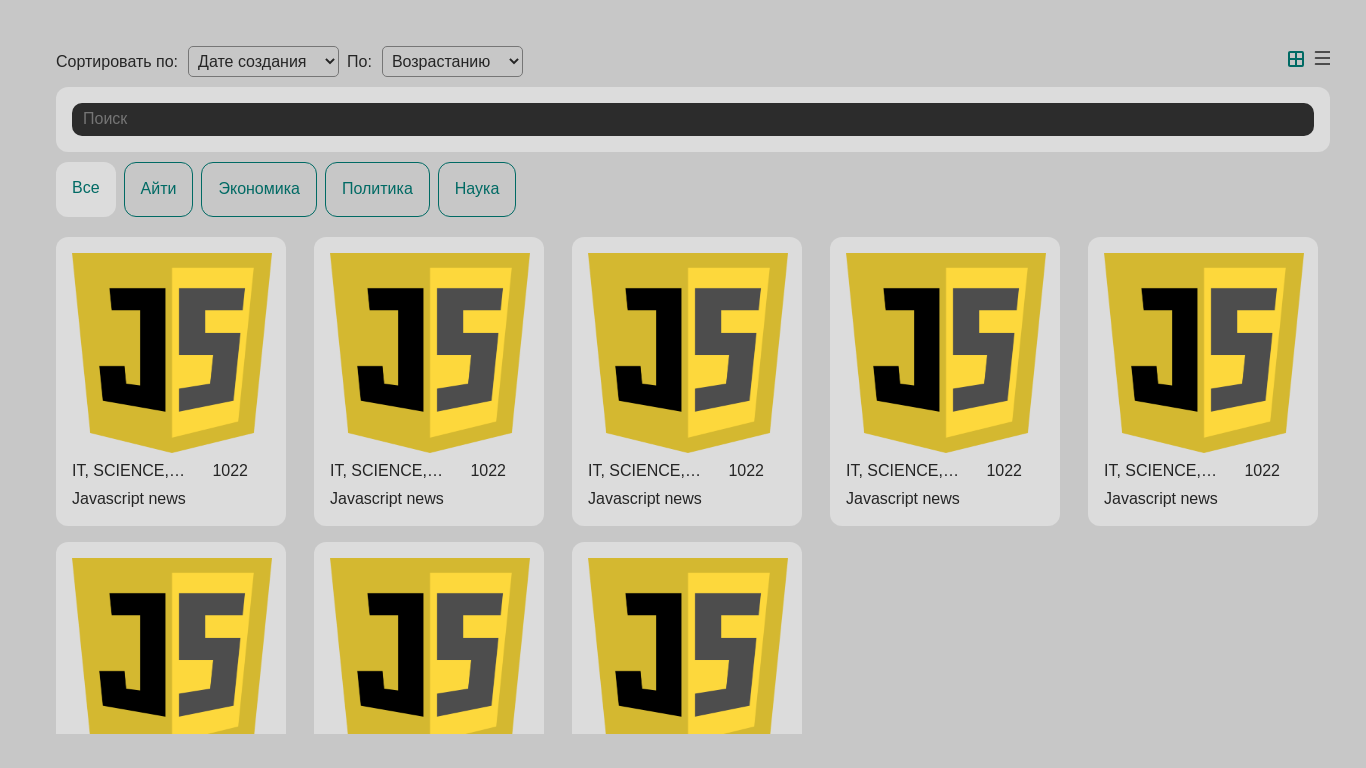 Сортировать по: Дате создания По: Возрастанию
Поиск
Все Айти Экономика Политика Наука
JS JS JS JS JS
IT, SCIENCE,… 1022 IT, SCIENCE,… 1022 IT, SCIENCE,… 1022 IT, SCIENCE,… 1022 IT, SCIENCE,… 1022
Javascript news Javascript news Javascript news Javascript news Javascript news
JS JS JS